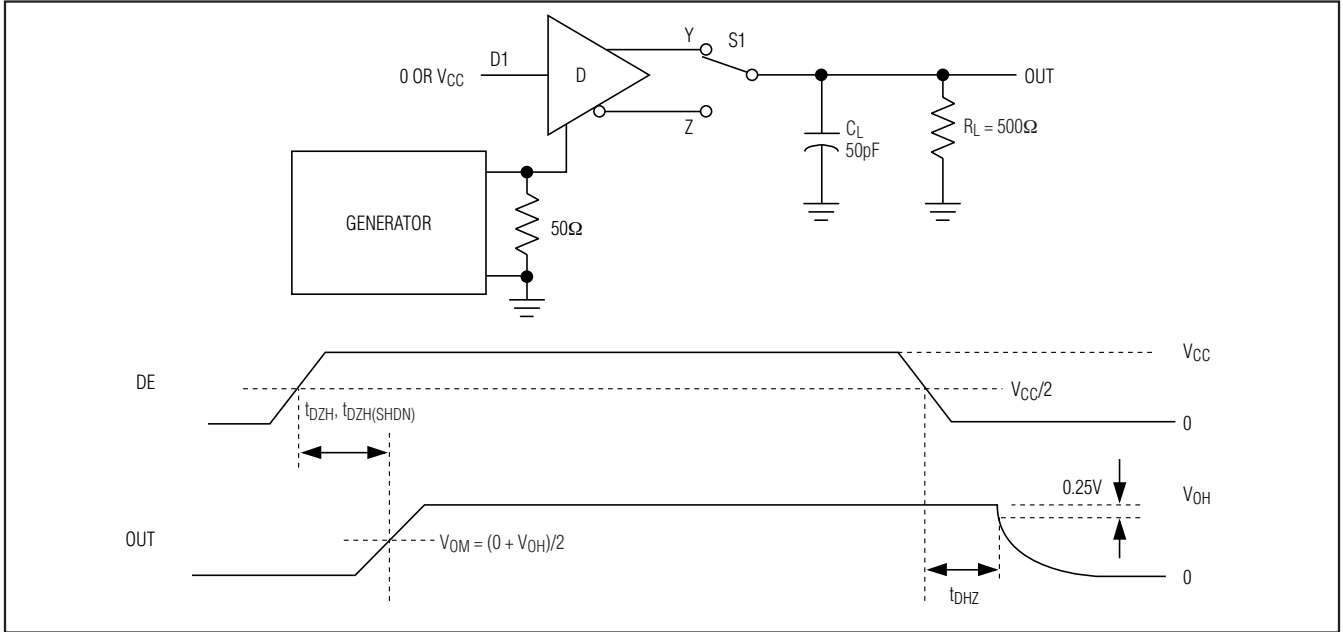 Y
S1
D1
0 OR VCC
D
OUT
Z
CL
50pF
RL = 500Ω
GENERATOR
50Ω
VCC
DE
VCC/2
tDZH, tDZH(SHDN)
0
0.25V
VOH
OUT
VOM = (0 + VOH)/2
0
tDHZ